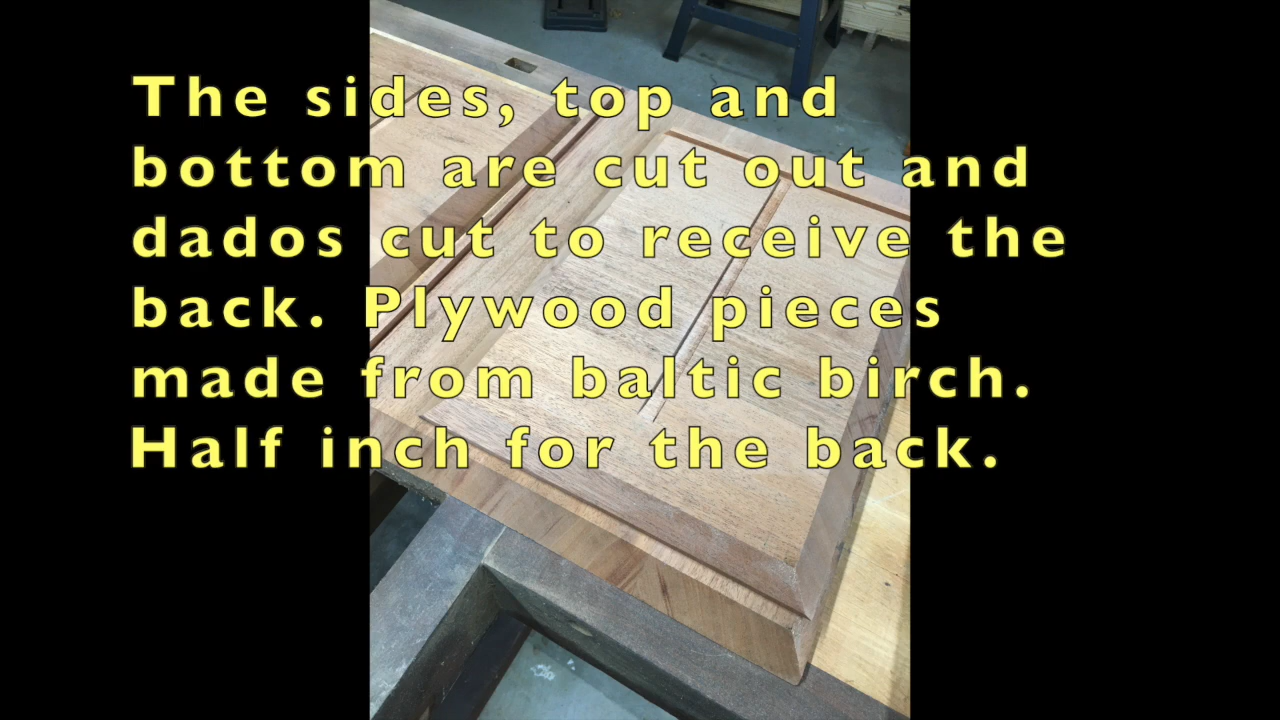 The sides, top and
bottom are cut out and
dados cut to receive the
back. Plywood pieces
made from baltic birch.
Half inch for the back.